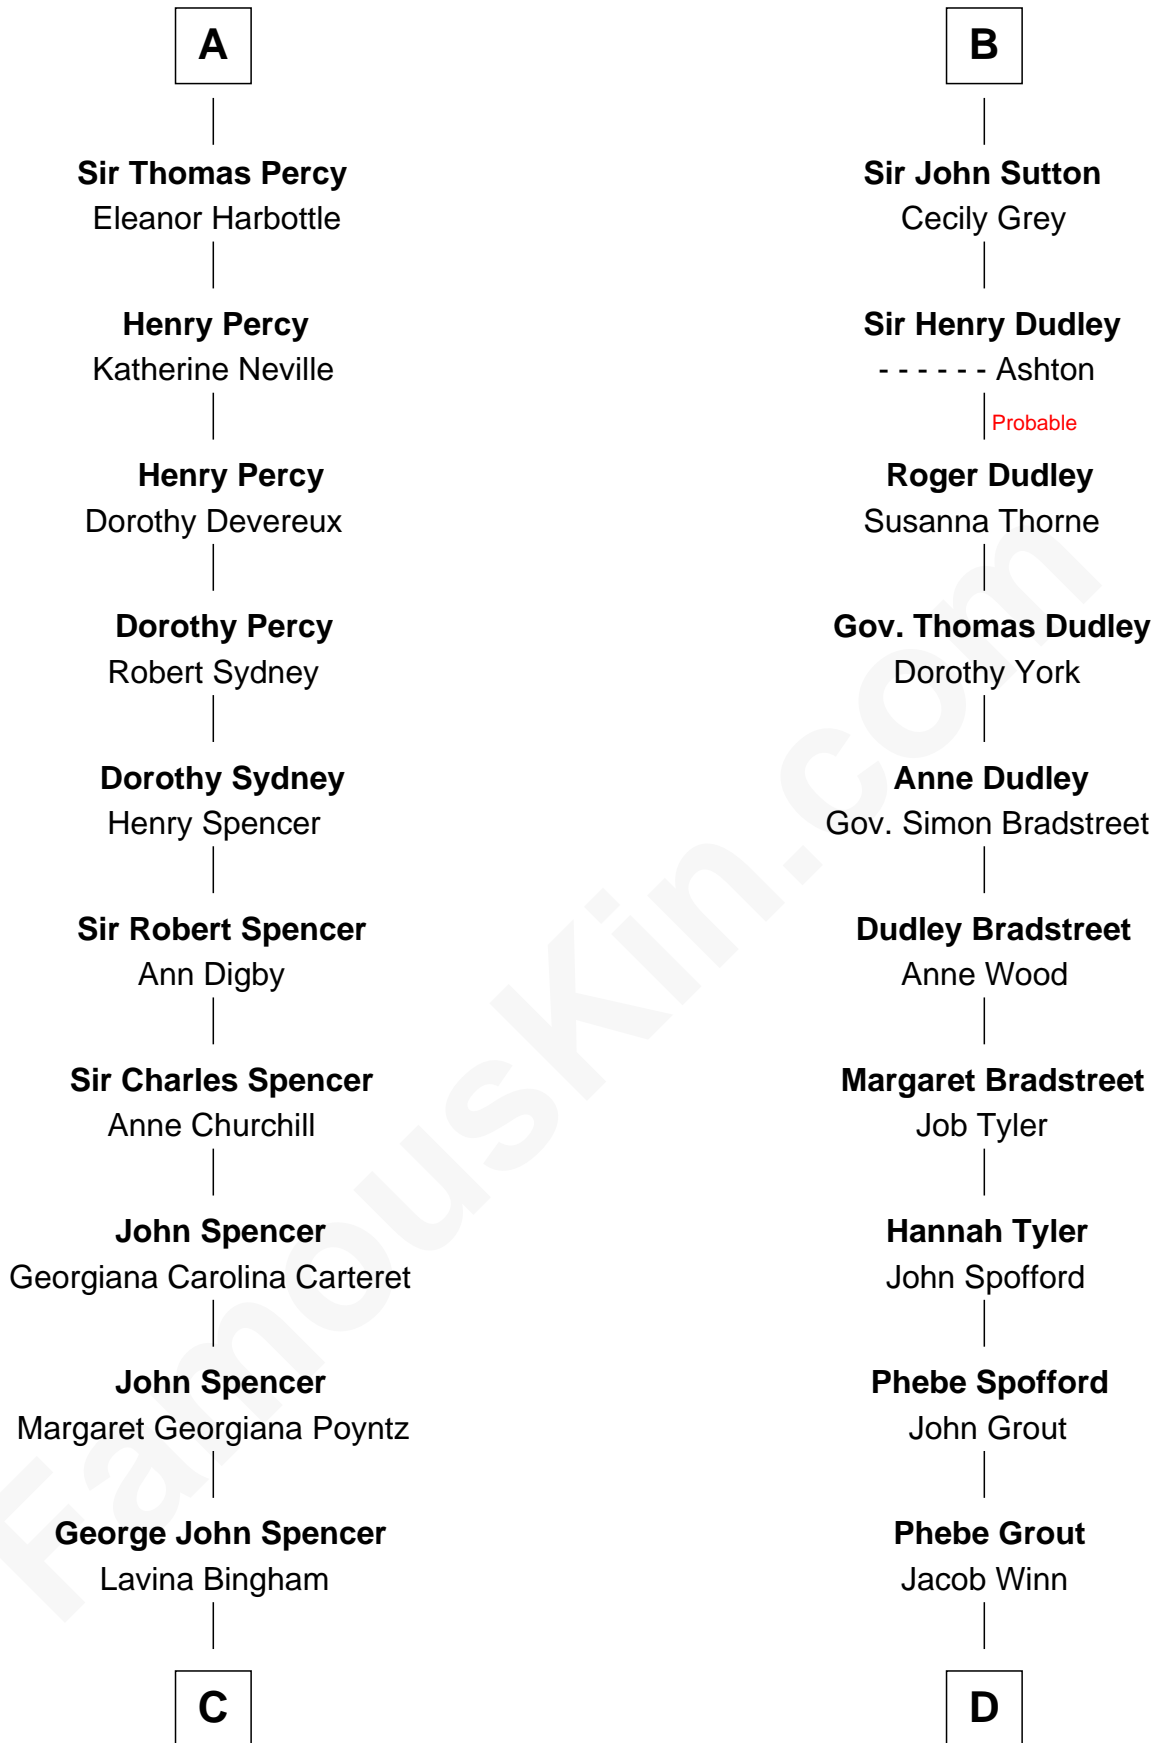 A
Sir Thomas Percy
Eleanor Harbottle
Henry Percy
Katherine Neville
Henry Percy
Dorothy Devereux
Dorothy Percy
Robert Sydney
Dorothy Sydney
Henry Spencer
Sir Robert Spencer
Ann Digby
Sir Charles Spencer
Anne Churchill
John Spencer
Georgiana Carolina Carteret
John Spencer
Margaret Georgiana Poyntz
George John Spencer
Lavina Bingham
C
B
Sir John Sutton
Cecily Grey
Sir Henry Dudley
- - - - - - Ashton
Probable
Roger Dudley
Susanna Thorne
Gov. Thomas Dudley
Dorothy York
Anne Dudley
Gov. Simon Bradstreet
Dudley Bradstreet
Anne Wood
Margaret Bradstreet
Job Tyler
Hannah Tyler
John Spofford
Phebe Spofford
John Grout
Phebe Grout
Jacob Winn
D
FamousKin.com